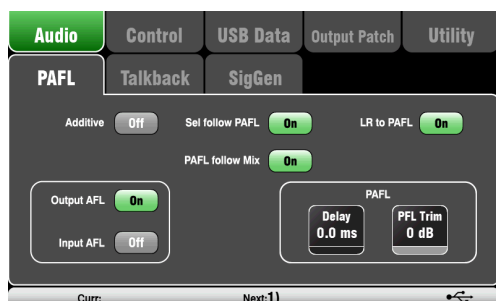 Audio Control USB Data Output Patch Utility
PAFL Talkback SigGen
Additive Off Sel follow PAFL On LR to PAFL On
PAFL follow Mix On
Output AFL On
Input AFL Off
PAFL
Delay
0.0 ms
PFL Trim
0 dB
Curr: Next:1)